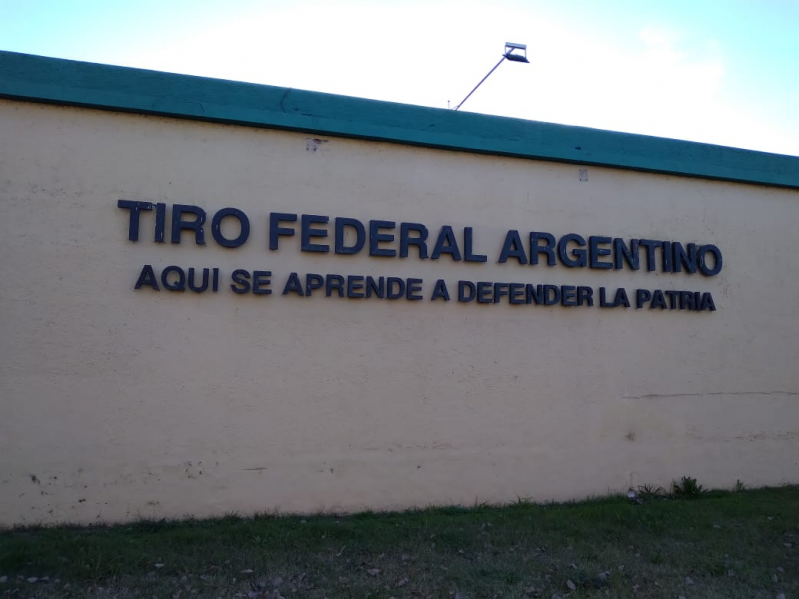 TIRO FEDERAL ARGENTINO
AQUI SE APRENDE A DEFENDER LA PATRIA